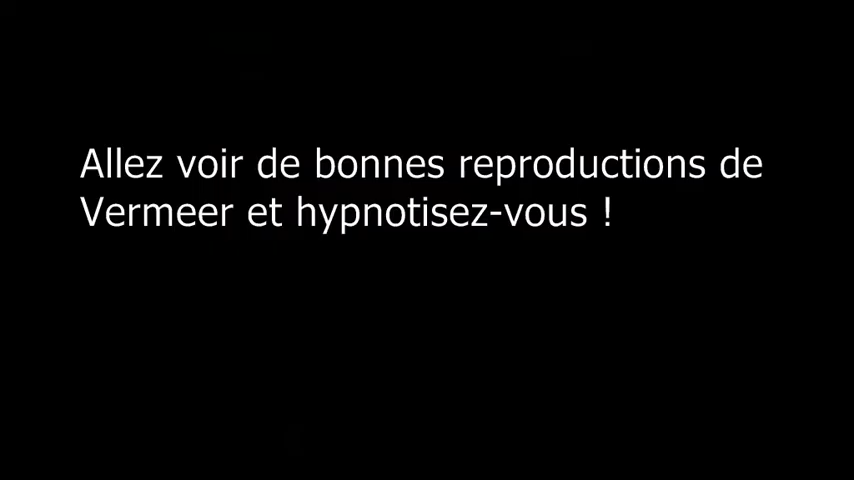 Allez voir de bonnes reproductions de
Vermeer et hypnotisez-vous !